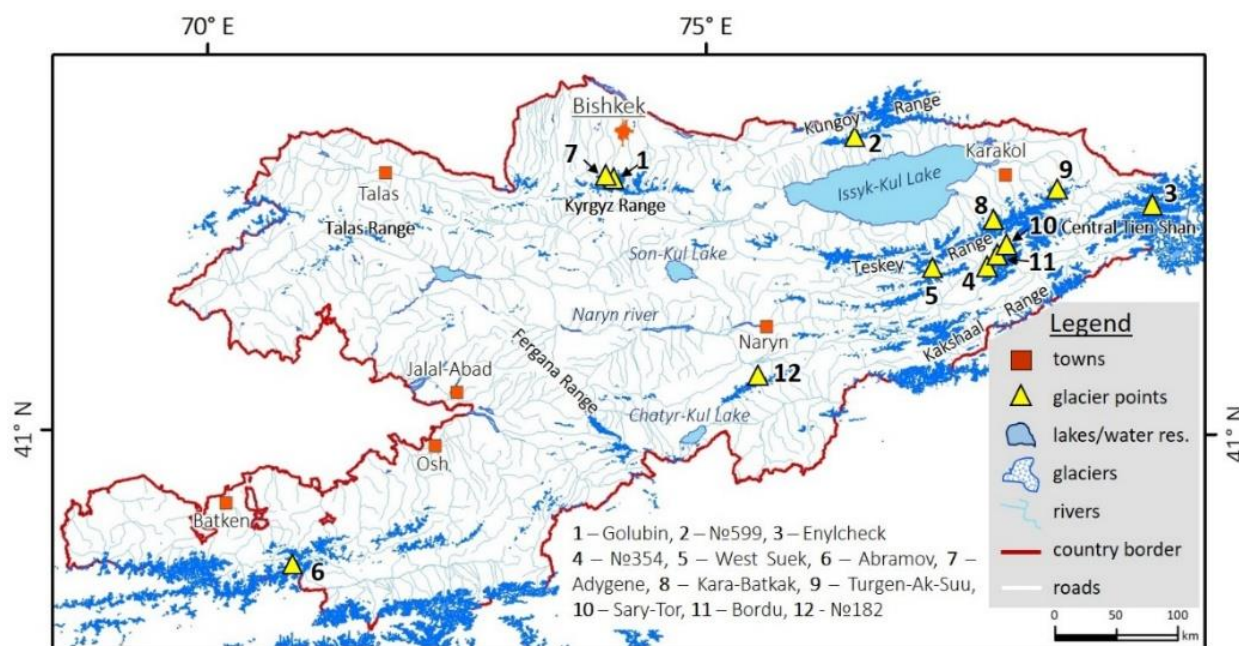 70° E
75° E
Bishkek
Kungoy Range
2
Karakol
7
1
9
Talas
Issyk-Kul Lake
3
Kyrgyz Range
8
10
Talas Range
Central Tien Shan
Son-Kul Lake
Teskey Range
11
5
4
Naryn river
Naryn
Kakshaal Range
Fergana Range
Jalal-Abad
12
Chatyr-Kul Lake
41° N
41° N
Osh
Batken
6
Legend
towns
glacier points
lakes/water res.
glaciers
rivers
country border
roads
0 50 100
km
1 – Golubin, 2 – №599, 3 – Enylcheck
4 – №354, 5 – West Suek, 6 – Abramov, 7 –
Adygene, 8 – Kara-Batkak, 9 – Turgen-Ak-Suu,
10 – Sary-Tor, 11 – Bordu, 12 - №182